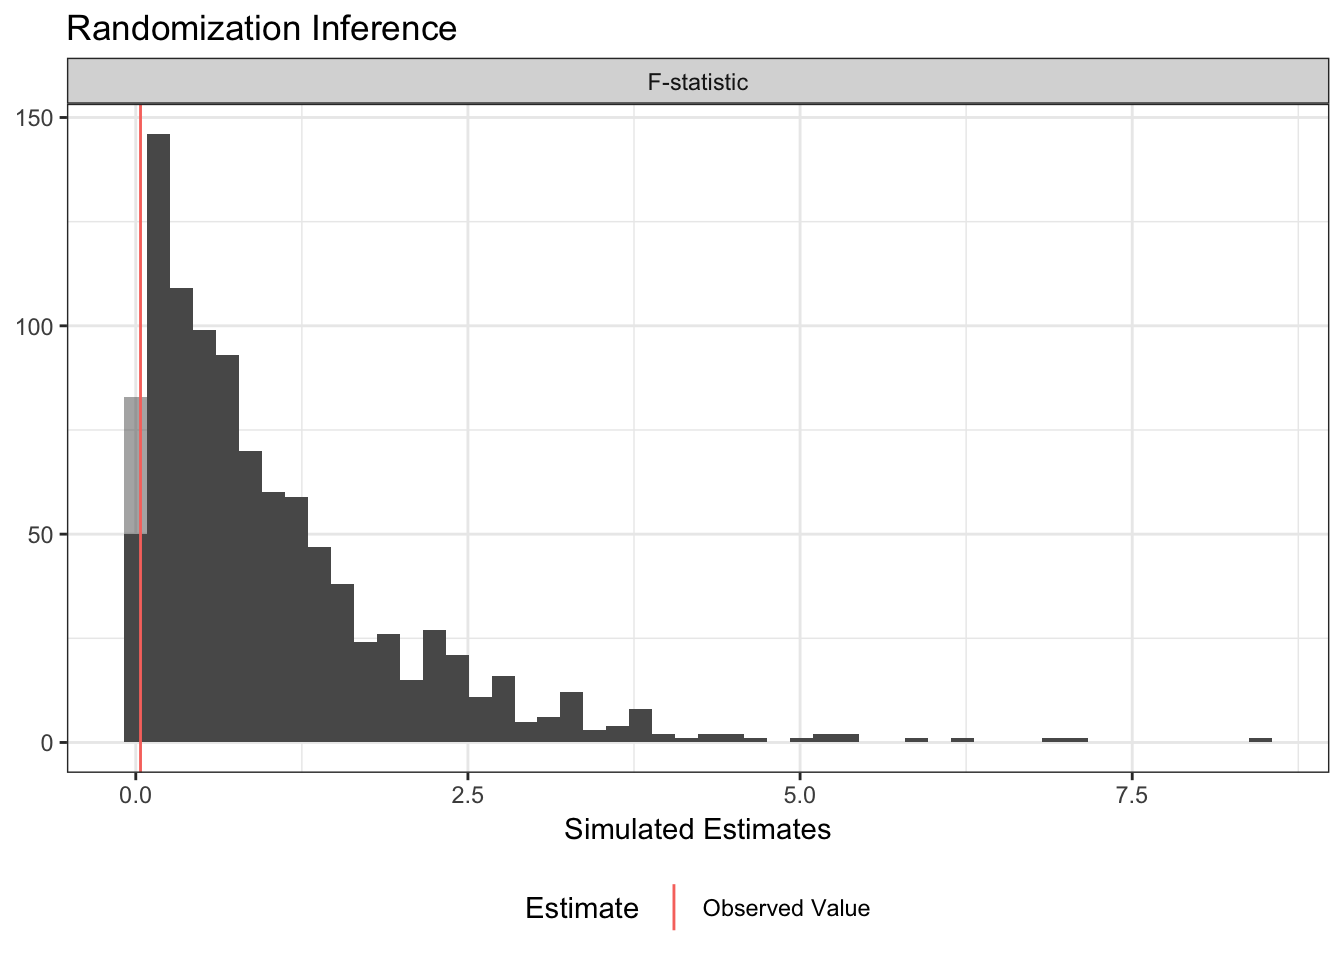 Randomization Inference
F-statistic
150
100
50
0
0.0 2.5 5.0 7.5
Simulated Estimates
Estimate Observed Value